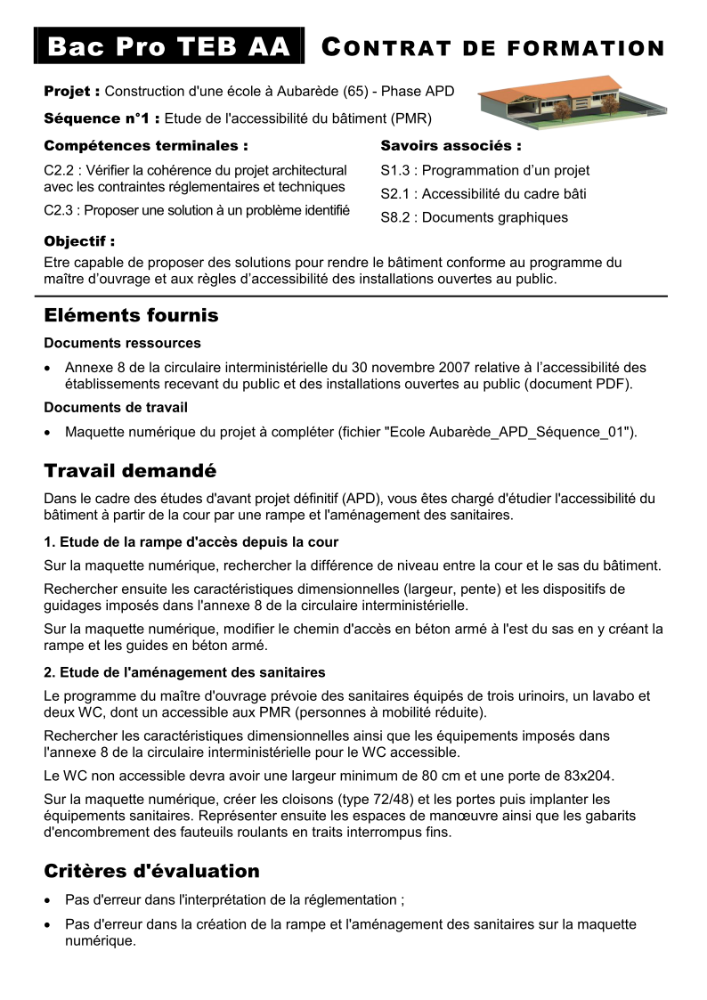 Bac Pro TEB AA CONTRAT DE FORMATION
Projet : Construction d'une école à Aubarède (65) - Phase APD
Séquence n°1 : Etude de l'accessibilité du bâtiment (PMR)
Compétences terminales :
C2.2 : Vérifier la cohérence du projet architectural
avec les contraintes réglementaires et techniques
C2.3 : Proposer une solution à un problème identifié
Savoirs associés :
S1.3 : Programmation d’un projet
S2.1 : Accessibilité du cadre bâti
S8.2 : Documents graphiques
Objectif :
Etre capable de proposer des solutions pour rendre le bâtiment conforme au programme du
maître d’ouvrage et aux règles d’accessibilité des installations ouvertes au public.
Eléments fournis
Documents ressources
• Annexe 8 de la circulaire interministérielle du 30 novembre 2007 relative à l’accessibilité des
établissements recevant du public et des installations ouvertes au public (document PDF).
Documents de travail
• Maquette numérique du projet à compléter (fichier "Ecole Aubarède_APD_Séquence_01").
Travail demandé
Dans le cadre des études d'avant projet définitif (APD), vous êtes chargé d'étudier l'accessibilité du
bâtiment à partir de la cour par une rampe et l'aménagement des sanitaires.
1. Etude de la rampe d'accès depuis la cour
Sur la maquette numérique, rechercher la différence de niveau entre la cour et le sas du bâtiment.
Rechercher ensuite les caractéristiques dimensionnelles (largeur, pente) et les dispositifs de
guidages imposés dans l'annexe 8 de la circulaire interministérielle.
Sur la maquette numérique, modifier le chemin d'accès en béton armé à l'est du sas en y créant la
rampe et les guides en béton armé.
2. Etude de l'aménagement des sanitaires
Le programme du maître d'ouvrage prévoie des sanitaires équipés de trois urinoirs, un lavabo et
deux WC, dont un accessible aux PMR (personnes à mobilité réduite).
Rechercher les caractéristiques dimensionnelles ainsi que les équipements imposés dans
l'annexe 8 de la circulaire interministérielle pour le WC accessible.
Le WC non accessible devra avoir une largeur minimum de 80 cm et une porte de 83x204.
Sur la maquette numérique, créer les cloisons (type 72/48) et les portes puis implanter les
équipements sanitaires. Représenter ensuite les espaces de manœuvre ainsi que les gabarits
d'encombrement des fauteuils roulants en traits interrompus fins.
Critères d'évaluation
• Pas d'erreur dans l'interprétation de la réglementation ;
• Pas d'erreur dans la création de la rampe et l'aménagement des sanitaires sur la maquette
numérique.